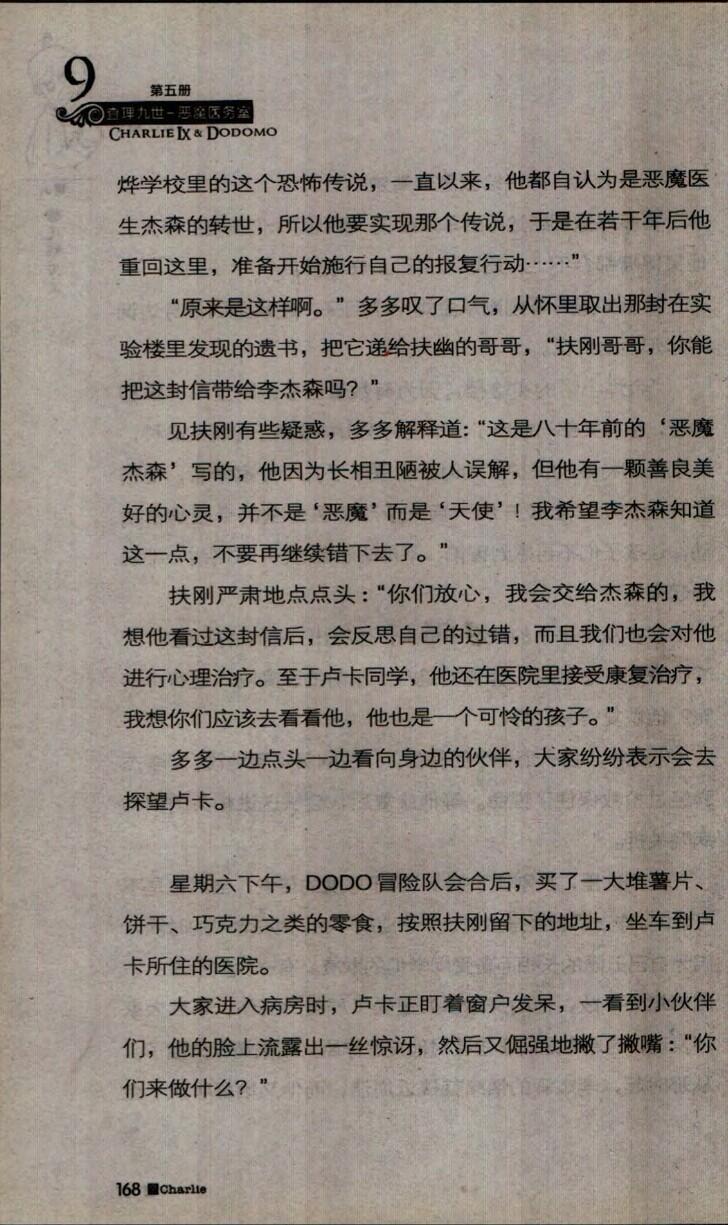 9
第五册
查理九世-恶魔医务室
CHARLIE IX & DODOMO
烨学校里的这个恐怖传说，一直以来，他都自认为是恶魔医
生杰森的转世，所以他要实现那个传说，于是在若干年后他
重回这里，准备开始施行自己的报复行动……”
“原来是这样啊。”多多叹了口气，从怀里取出那封在实
验楼里发现的遗书，把它递给扶幽的哥哥，“扶刚哥哥，你能
把这封信带给李杰森吗？”
见扶刚有些疑惑，多多解释道：“这是八十年前的‘恶魔
杰森’写的，他因为长相丑陋被人误解，但他有一颗善良美
好的心灵，并不是‘恶魔’而是‘天使’！我希望李杰森知道
这一点，不要再继续错下去了。”
扶刚严肃地点点头：“你们放心，我会交给杰森的，我
想他看过这封信后，会反思自己的过错，而且我们也会对他
进行心理治疗。至于卢卡同学，他还在医院里接受康复治疗，
我想你们应该去看看他，他也是一个可怜的孩子。”
多多一边点头一边看向身边的伙伴，大家纷纷表示会去
探望卢卡。
星期六下午，DODO冒险队会合后，买了一大堆薯片、
饼干、巧克力之类的零食，按照扶刚留下的地址，坐车到卢
卡所住的医院。
大家进入病房时，卢卡正盯着窗户发呆，一看到小伙伴
们，他的脸上流露出一丝惊讶，然后又倔强地撇了撇嘴：“你
们来做什么？”
168 Charlie